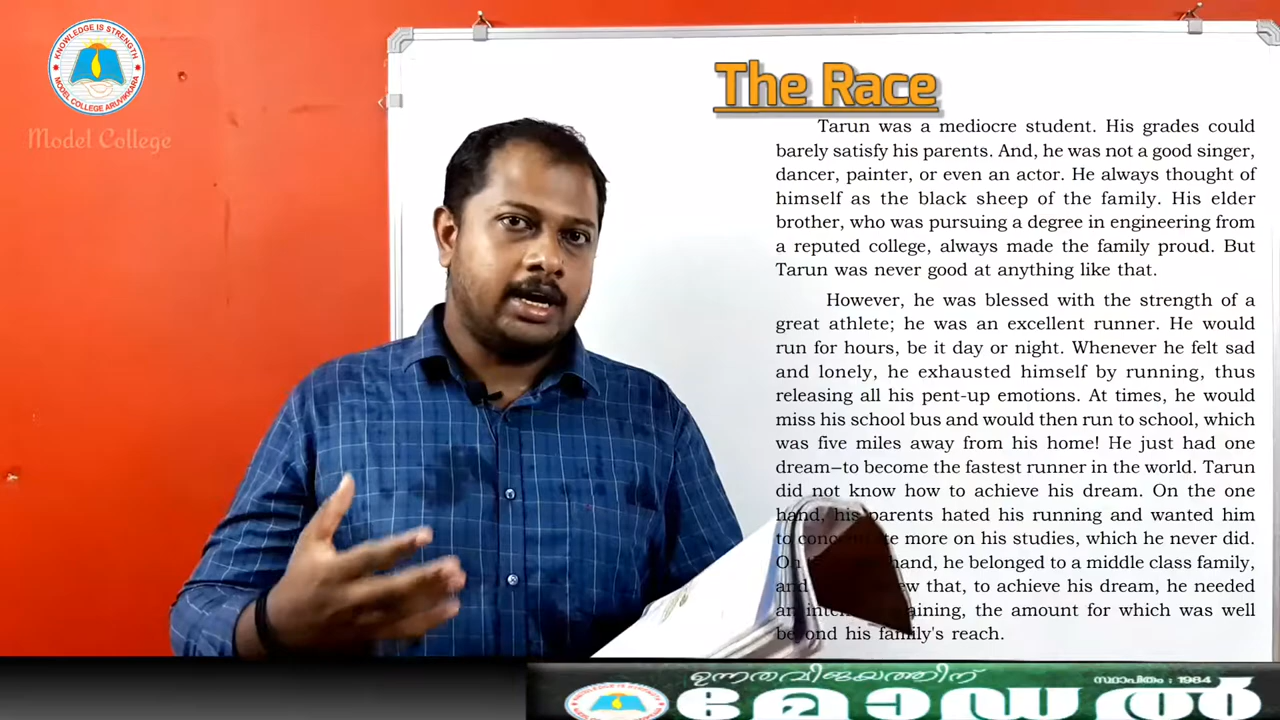 KNOWLEDGE IS STRENGTH
MODEL COLLEGE ARUVIKKARA
Model College
The Race
Tarun was a mediocre student. His grades could
barely satisfy his parents. And, he was not a good singer,
dancer, painter, or even an actor. He always thought of
himself as the black sheep of the family. His elder
brother, who was pursuing a degree in engineering from
a reputed college, always made the family proud. But
Tarun was never good at anything like that.
However, he was blessed with the strength of a
great athlete; he was an excellent runner. He would
run for hours, be it day or night. Whenever he felt sad
and lonely, he exhausted himself by running, thus
releasing all his pent-up emotions. At times, he would
miss his school bus and would then run to school, which
was five miles away from his home! He just had one
dream–to become the fastest runner in the world. Tarun
did not know how to achieve his dream. On the one
hand, his parents hated his running and wanted him
to more on his studies, which he never did.
On hand, he belonged to a middle class family,
and that, to achieve his dream, he needed
an the amount for which was well
beyond his family's reach.
ഉന്നതവിജയത്തിന്
സ്ഥാപിതം : 1984
മോഡൽ